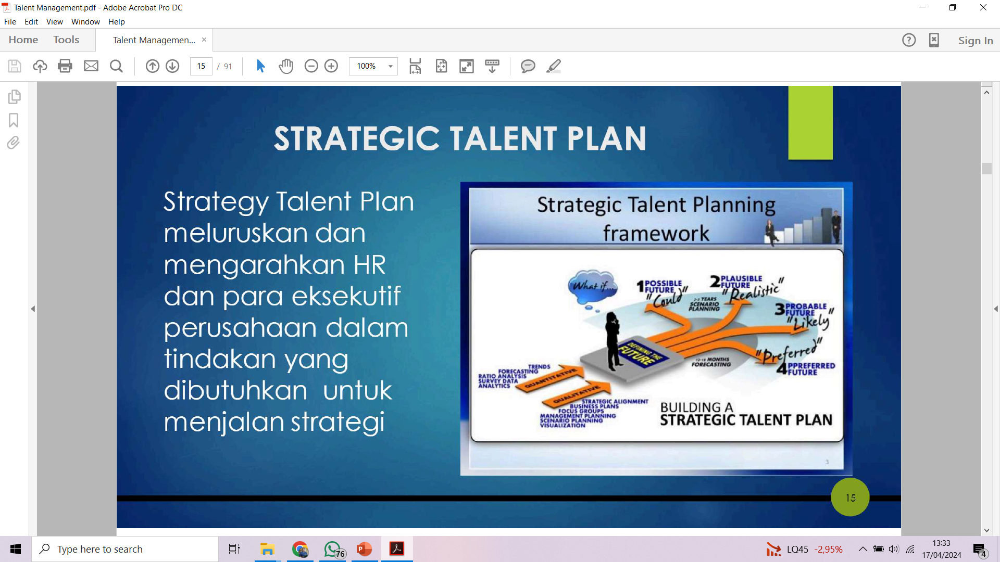 Talent Management.pdf - Adobe Acrobat Pro DC
File Edit View Window Help
Home Tools Talent Managemen... × Sign In
15 / 91 100%
STRATEGIC TALENT PLAN
Strategy Talent Plan
meluruskan dan
mengarahkan HR
dan para eksekutif
perusahaan dalam
tindakan yang
dibutuhkan untuk
menjalan strategi
Strategic Talent Planning
framework
What if...
1 POSSIBLE
FUTURE
"Could"
2 PLAUSIBLE
FUTURE
"Realistic"
YEARS
SCENARIO
PLANNING
3 PROBABLE
FUTURE
"Likely"
"Preferred"
4 PPREFERRED
FUTURE
12-18 MONTHS
FORECASTING
DEFINING THE
FUTURE
TRENDS
FORECASTING
RATIO ANALYSIS
SURVEY DATA
ANALYTICS
QUANTITATIVE
QUALITATIVE
STRATEGIC ALIGNMENT
BUSINESS PLANS
FOCUS GROUPS
MANAGEMENT PLANNING
SCENARIO PLANNING
VISUALIZATION
BUILDING A
STRATEGIC TALENT PLAN
3
15
Type here to search
76
LQ45 -2,95%
13:33
17/04/2024
4